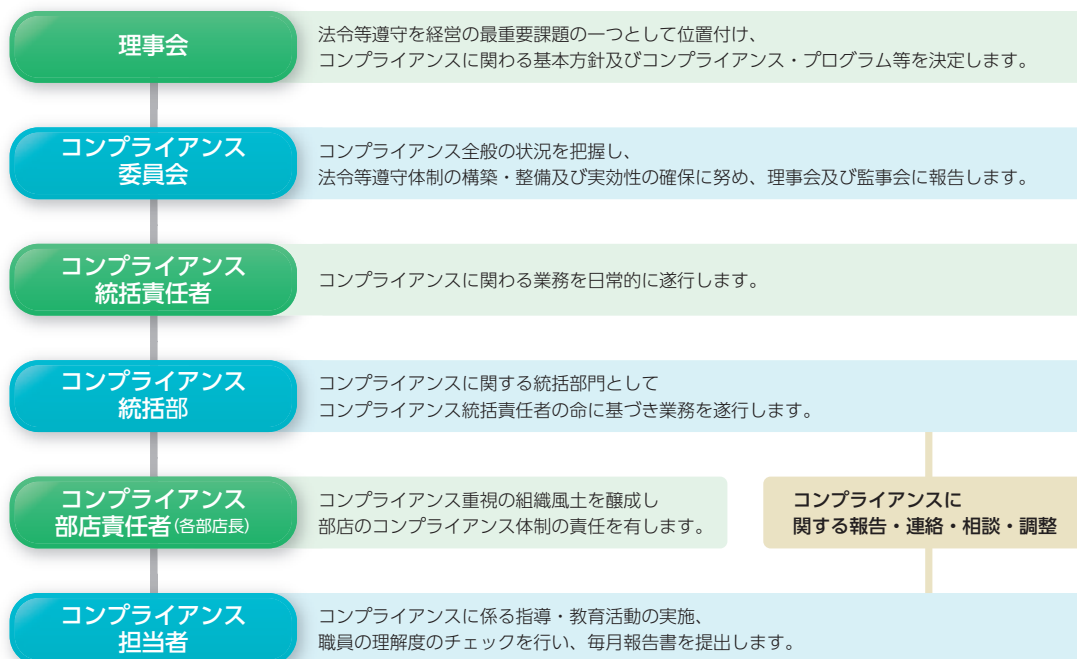 理事会
法令等遵守を経営の最重要課題の一つとして位置付け、
コンプライアンスに関わる基本方針及びコンプライアンス・プログラム等を決定します。
コンプライアンス
委員会
コンプライアンス全般の状況を把握し、
法令等遵守体制の構築・整備及び実効性の確保に努め、理事会及び監事会に報告します。
コンプライアンス
統括責任者
コンプライアンスに関わる業務を日常的に遂行します。
コンプライアンス
統括部
コンプライアンスに関する統括部門として
コンプライアンス統括責任者の命に基づき業務を遂行します。
コンプライアンス
部店責任者(各部店長)
コンプライアンス重視の組織風土を醸成し
部店のコンプライアンス体制の責任を有します。
コンプライアンスに
関する報告・連絡・相談・調整
コンプライアンス
担当者
コンプライアンスに係る指導・教育活動の実施、
職員の理解度のチェックを行い、毎月報告書を提出します。